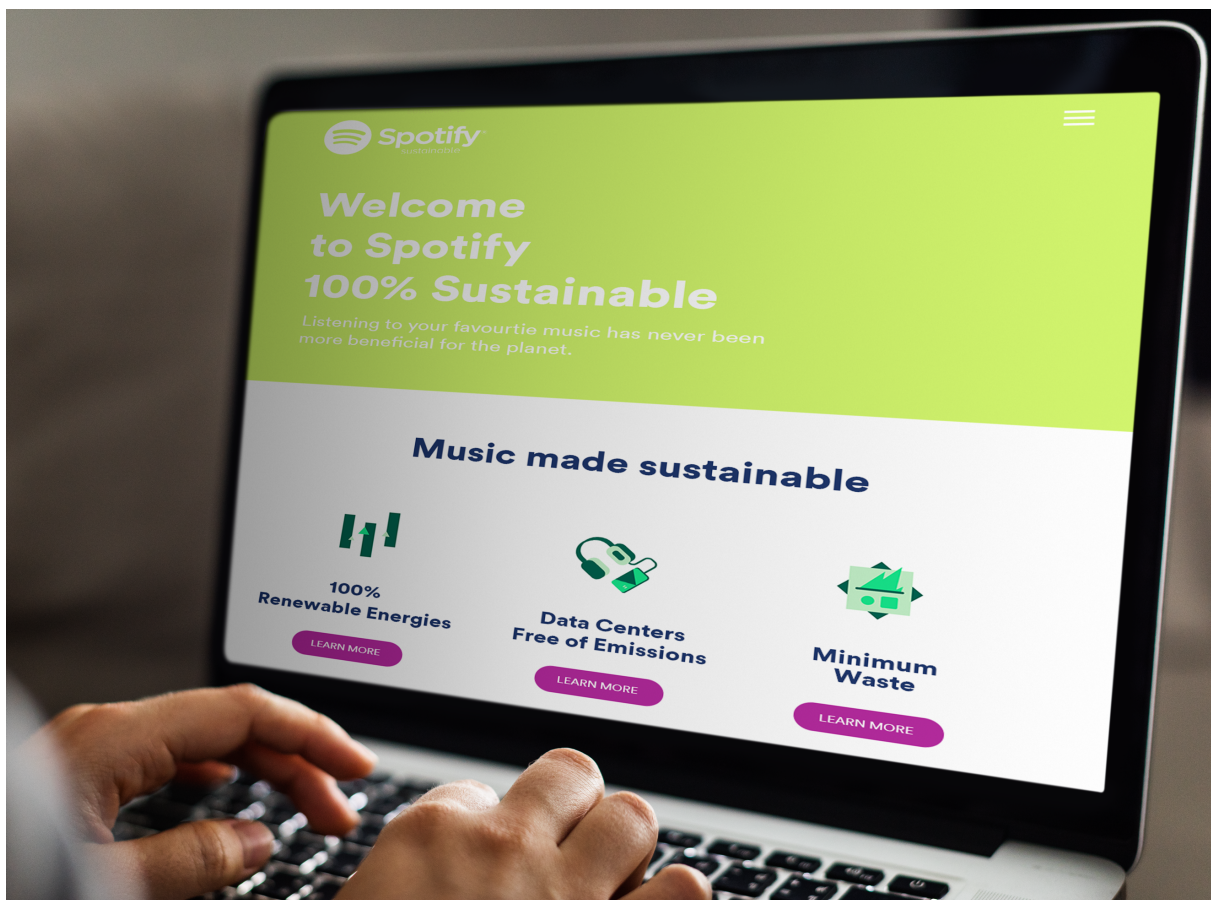 Spotify
sustainable
Welcome
to Spotify
100% Sustainable
Listening to your favourtie music has never been
more beneficial for the planet.
Music made sustainable
100%
Renewable Energies
LEARN MORE
Data Centers
Free of Emissions
LEARN MORE
Minimum
Waste
LEARN MORE